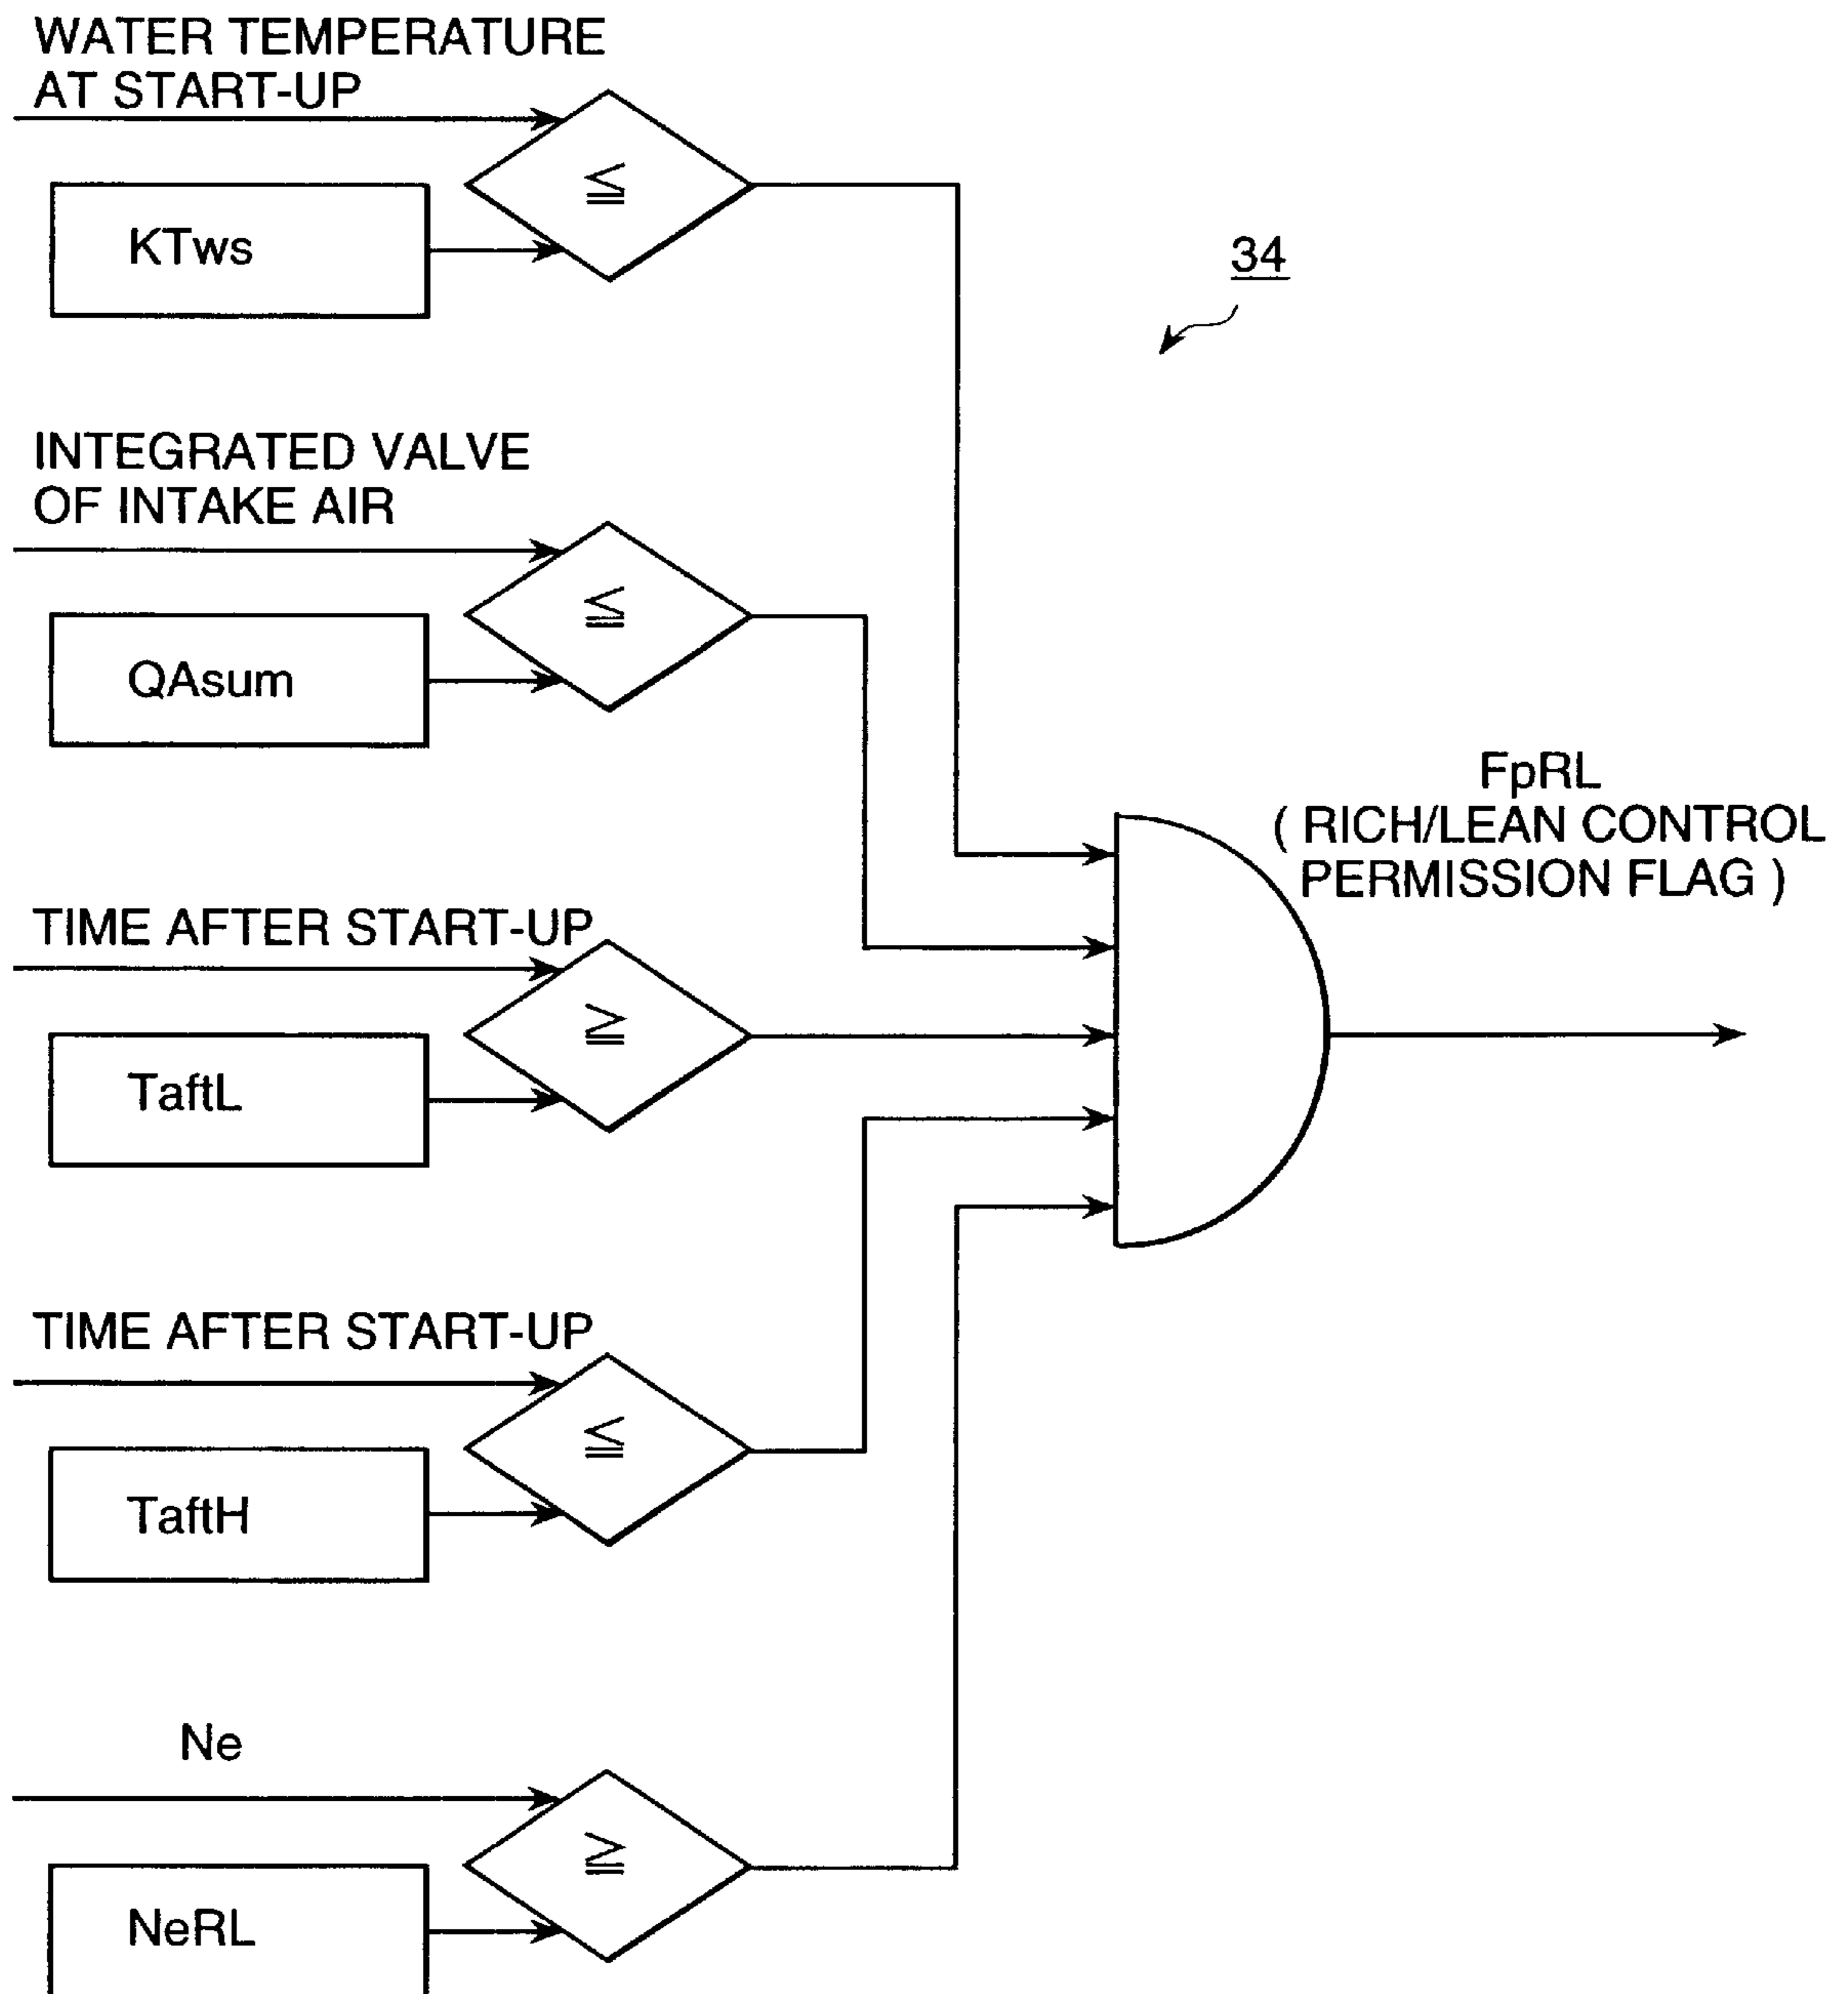 WATER TEMPERATURE
AT START-UP
≦
KTws
34
INTEGRATED VALVE
OF INTAKE AIR
≦
QAsum
FpRL
( RICH/LEAN CONTROL
PERMISSION FLAG )
TIME AFTER START-UP
≧
TaftL
TIME AFTER START-UP
≦
TaftH
Ne
≧
NeRL